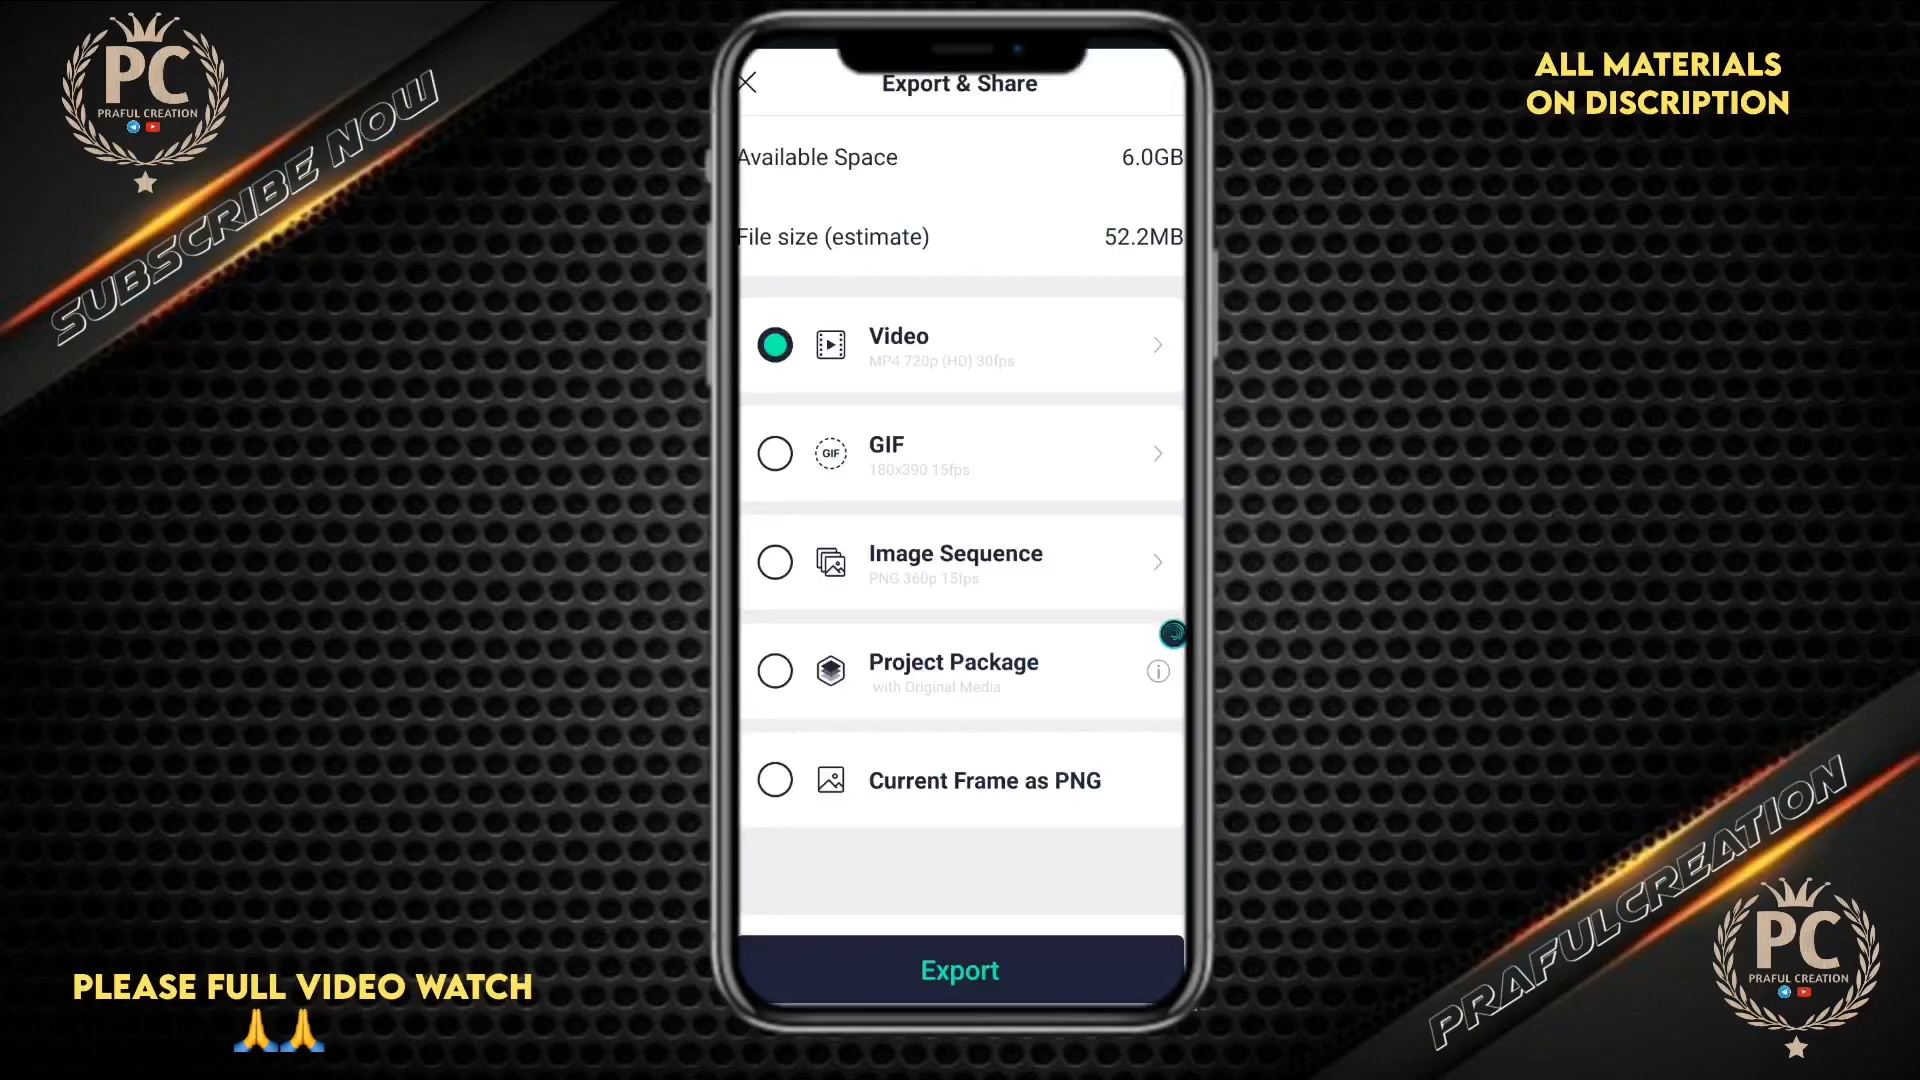 PC
PRAFUL CREATION
SUBSCRIBE NOW
ALL MATERIALS
ON DISCRIPTION
Export & Share
Available Space 6.0GB
File size (estimate) 52.2MB
Video
MP4 720p (HD) 30fps
GIF
GIF
180x390 15fps
Image Sequence
PNG 360p 15fps
Project Package
with Original Media
Current Frame as PNG
Export
PLEASE FULL VIDEO WATCH
🙏🙏
PRAFULCREATION
PC
PRAFUL CREATION